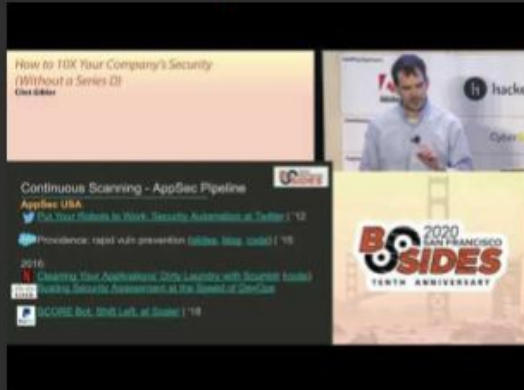 How to 10X Your Company's Security
(Without a Series D)
Clint Gibler
hacke
Cyber
BSIDES
Continuous Scanning - AppSec Pipeline
AppSec USA
Put Your Robots to Work: Security Automation at Twitter | '12
Providence: rapid vuln prevention (slides, blog, code) | '15
2016:
Cleaning Your Applications' Dirty Laundry with Scumblr (code)
Scaling Security Assessment at the Speed of DevOps
SCORE Bot: Shift Left, at Scale! | '18
2020
SAN FRANCISCO
BSIDES
TENTH ANNIVERSARY